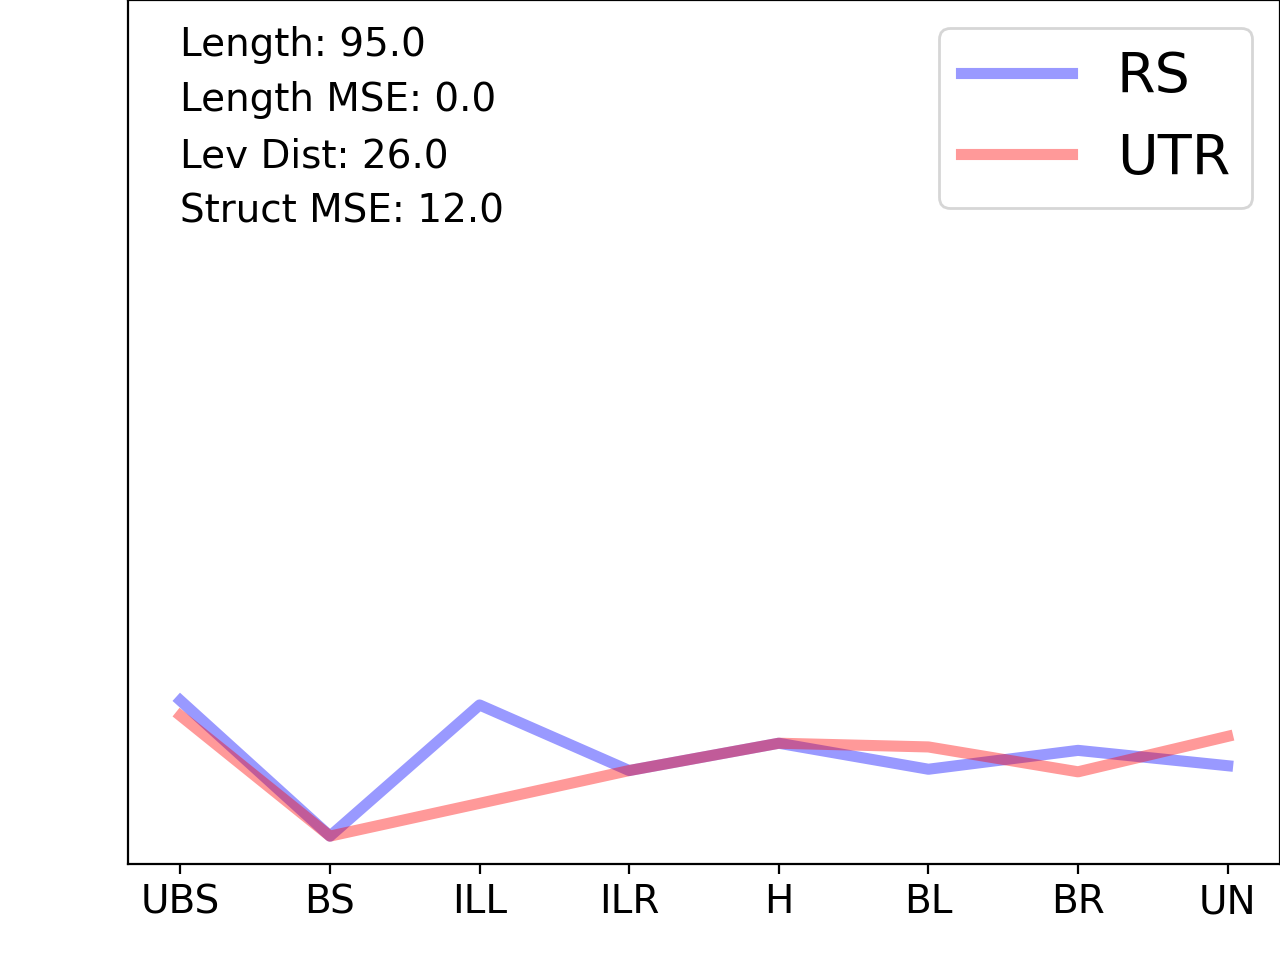 Length: 95.0
Length MSE: 0.0
Lev Dist: 26.0
Struct MSE: 12.0
RS
UTR
UBS BS ILL ILR H BL BR UN